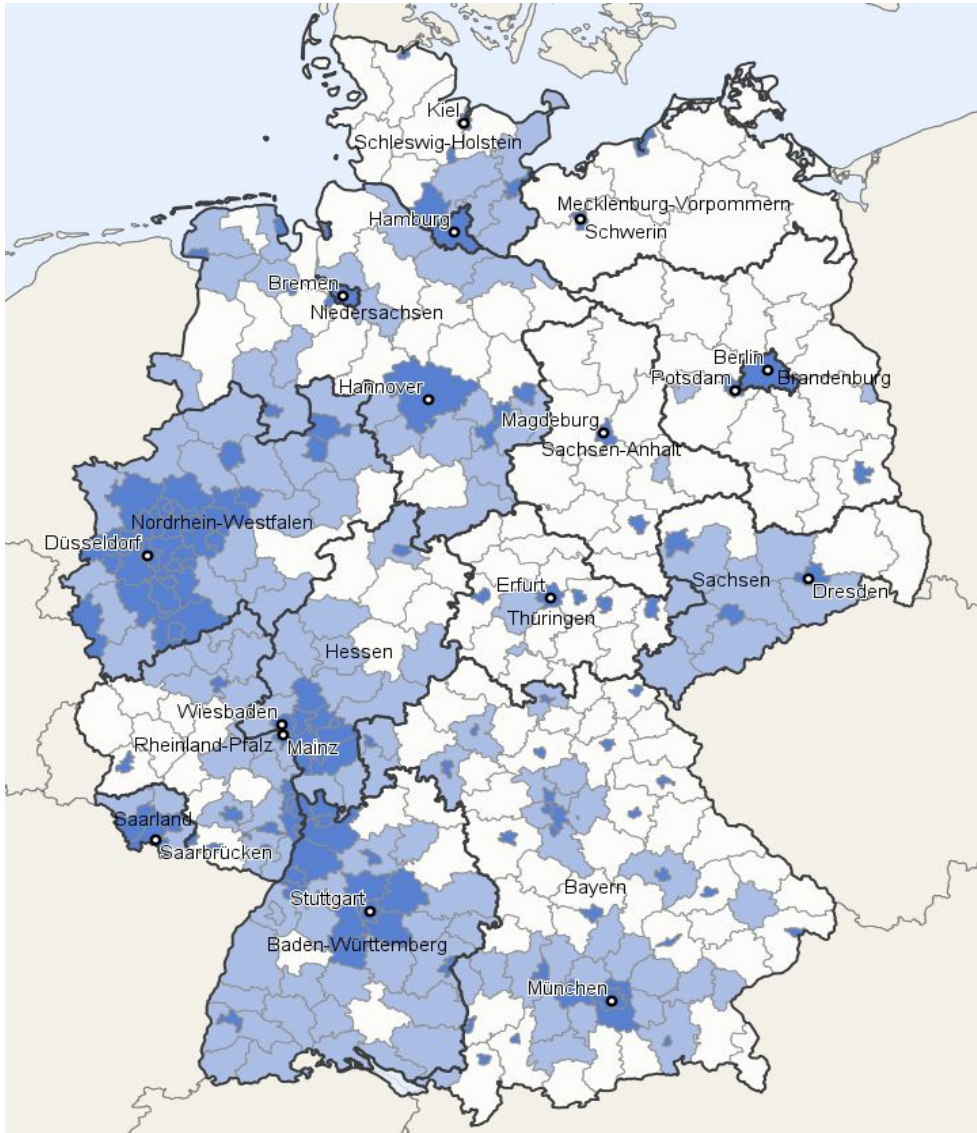 Kiel
Schleswig-Holstein
Mecklenburg-Vorpommern
Schwerin
Hamburg
Bremen
Niedersachsen
Berlin
Potsdam
Brandenburg
Hannover
Magdeburg
Sachsen-Anhalt
Nordrhein-Westfalen
Düsseldorf
Erfurt
Thüringen
Sachsen
Dresden
Hessen
Wiesbaden
Rheinland-Pfalz
Mainz
Saarland
Saarbrücken
Stuttgart
Baden-Württemberg
Bayern
München